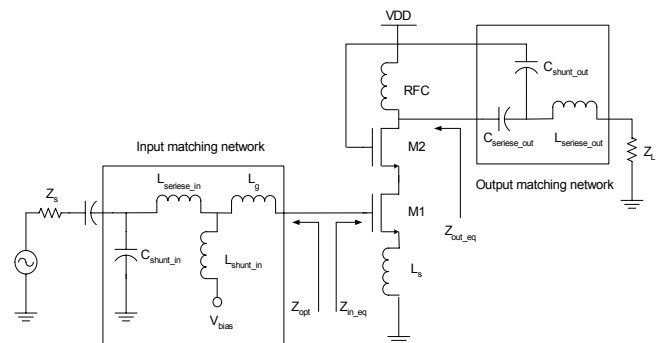 VDD
C_shunt_out
RFC
C_seriese_out
L_seriese_out
Z_L
M2
Output matching network
Input matching network
Z_s
L_seriese_in
L_g
M1
Z_out_eq
C_shunt_in
L_shunt_in
L_s
V_bias
Z_opt
Z_in_eq